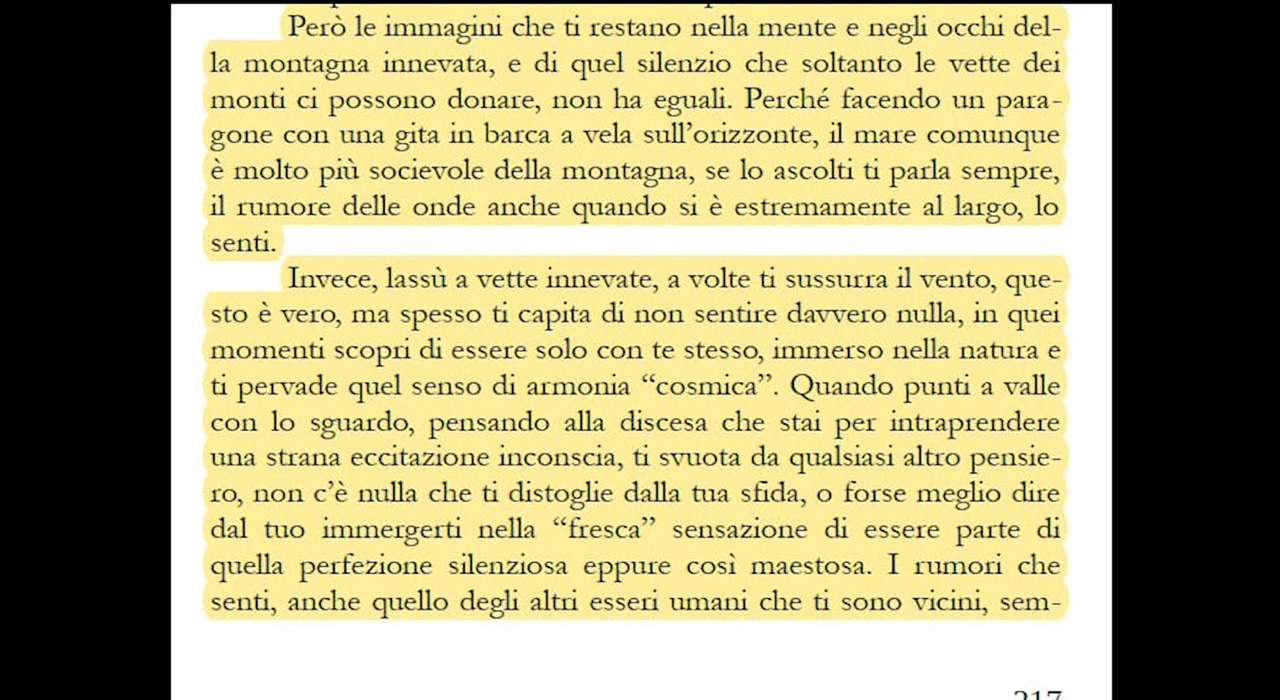 Però le immagini che ti restano nella mente e negli occhi del-
la montagna innevata, e di quel silenzio che soltanto le vette dei
monti ci possono donare, non ha eguali. Perché facendo un para-
gone con una gita in barca a vela sull’orizzonte, il mare comunque
è molto più socievole della montagna, se lo ascolti ti parla sempre,
il rumore delle onde anche quando si è estremamente al largo, lo
senti.
Invece, lassù a vette innevate, a volte ti sussurra il vento, que-
sto è vero, ma spesso ti capita di non sentire davvero nulla, in quei
momenti scopri di essere solo con te stesso, immerso nella natura e
ti pervade quel senso di armonia “cosmica”. Quando punti a valle
con lo sguardo, pensando alla discesa che stai per intraprendere
una strana eccitazione inconscia, ti svuota da qualsiasi altro pensie-
ro, non c’è nulla che ti distoglie dalla tua sfida, o forse meglio dire
dal tuo immergerti nella “fresca” sensazione di essere parte di
quella perfezione silenziosa eppure così maestosa. I rumori che
senti, anche quello degli altri esseri umani che ti sono vicini, sem-
217